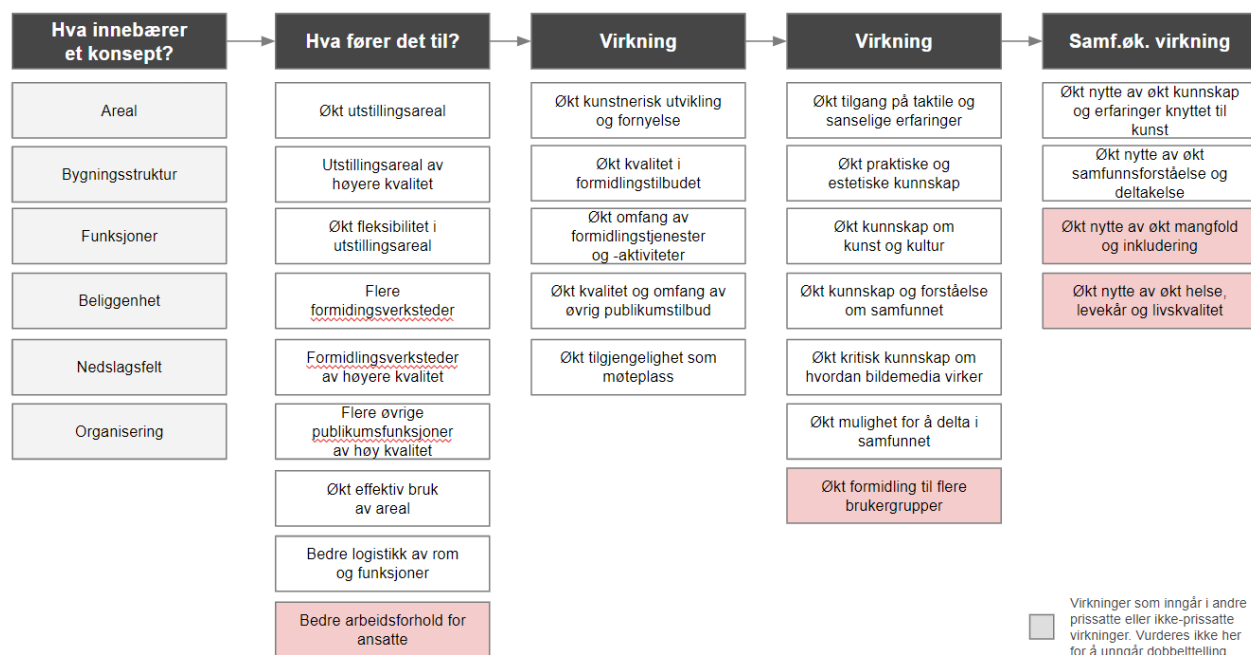 Hva innebærer
et konsept?
Hva fører det til?
Virkning
Virkning
Samf.øk. virkning
Areal
Bygningsstruktur
Funksjoner
Beliggenhet
Nedslagsfelt
Organisering
Økt utstillingsareal
Utstillingsareal av
høyere kvalitet
Økt fleksibilitet i
utstillingsareal
Flere
formidingsverksteder
Formidlingsverksteder
av høyere kvalitet
Flere øvrige
publikumsfunksjoner
av høy kvalitet
Økt effektiv bruk
av areal
Bedre logistikk av rom
og funksjoner
Bedre arbeidsforhold for
ansatte
Økt kunstnerisk utvikling
og fornyelse
Økt kvalitet i
formidlingstilbudet
Økt omfang av
formidlingstjenester
og -aktiviteter
Økt kvalitet og omfang av
øvrig publikumstilbud
Økt tilgjengelighet som
møteplass
Økt tilgang på taktile og
sanselige erfaringer
Økt praktiske og
estetiske kunnskap
Økt kunnskap om
kunst og kultur
Økt kunnskap og forståelse
om samfunnet
Økt kritisk kunnskap om
hvordan bildemedia virker
Økt mulighet for å delta i
samfunnet
Økt formidling til flere
brukergrupper
Økt nytte av økt kunnskap
og erfaringer knyttet til
kunst
Økt nytte av økt
samfunnsforståelse og
deltakelse
Økt nytte av økt mangfold
og inkludering
Økt nytte av økt helse,
levekår og livskvalitet
Virkninger som inngår i andre
prissatte eller ikke-prissatte
virkninger. Vurderes ikke her
for å unngår dobbelttelling